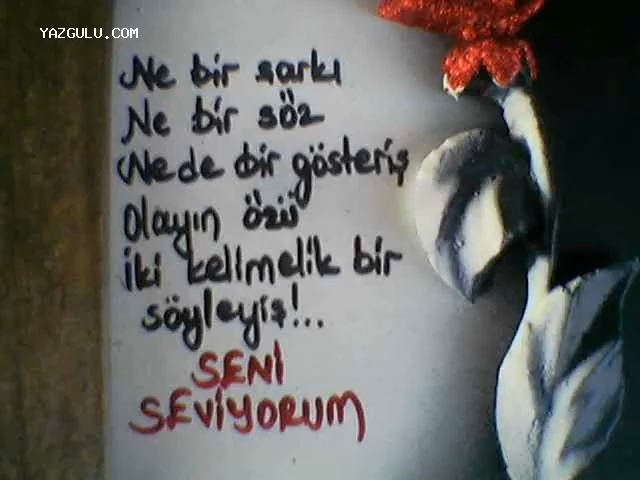 YAZGULU.COM
Ne bir sarkı
Ne bir söz
Nede bir gösteriş
Olayın özü
iki kelimelik bir
söyleyiş!..
SENİ
SEVİYORUM